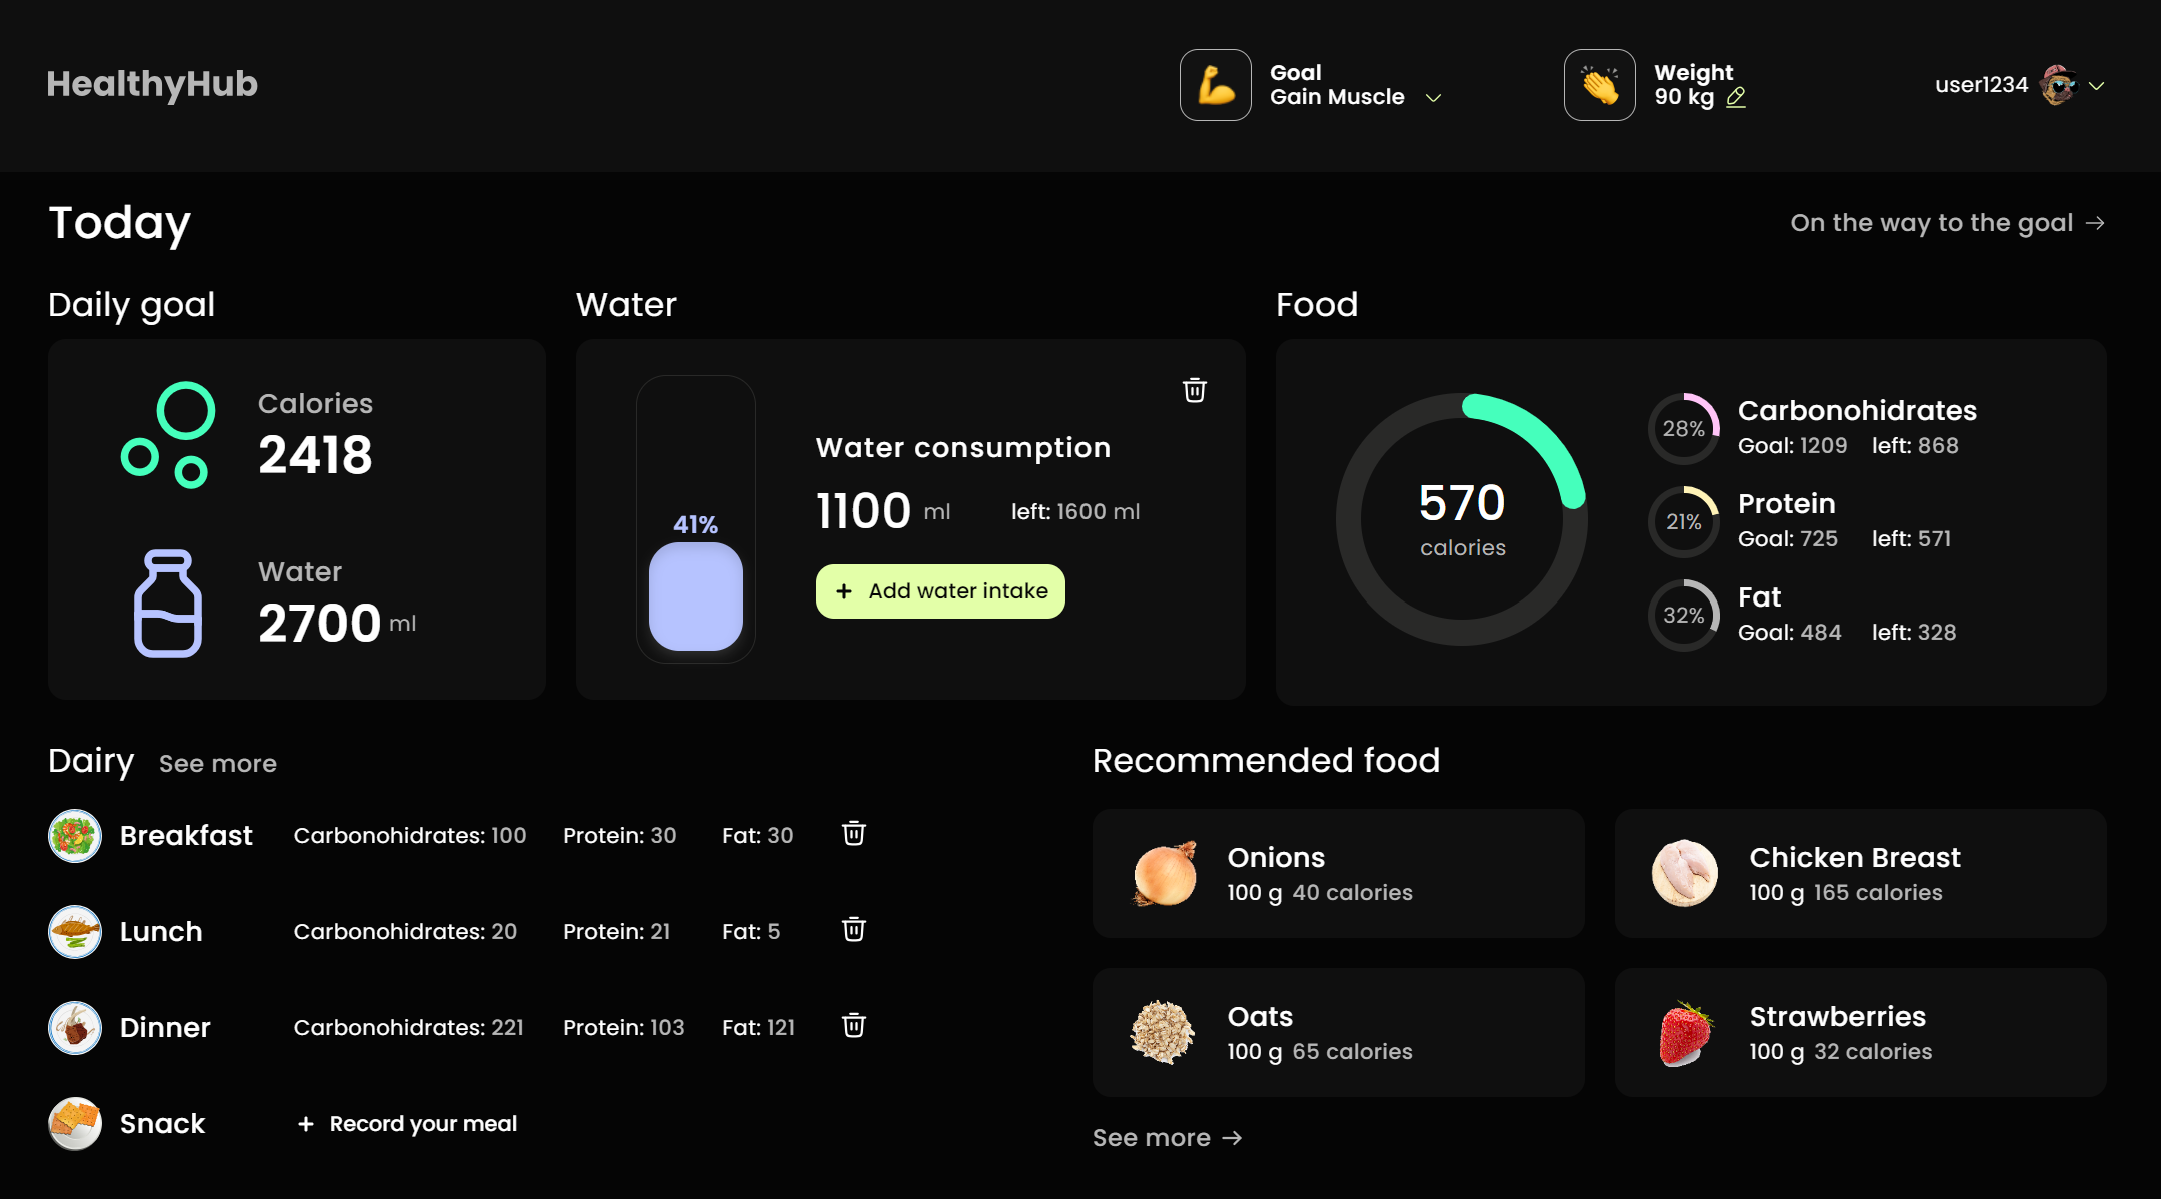 HealthyHub
Goal
Gain Muscle
Weight
90 kg
user1234
Today
On the way to the goal →
Daily goal
Calories
2418
Water
2700 ml
Water
41%
Water consumption
1100 ml left: 1600 ml
+ Add water intake
Food
570
calories
28%
Carbonohidrates
Goal: 1209 left: 868
21%
Protein
Goal: 725 left: 571
32%
Fat
Goal: 484 left: 328
Dairy See more
Breakfast Carbonohidrates: 100 Protein: 30 Fat: 30
Lunch Carbonohidrates: 20 Protein: 21 Fat: 5
Dinner Carbonohidrates: 221 Protein: 103 Fat: 121
Snack + Record your meal
Recommended food
Onions
100 g 40 calories
Chicken Breast
100 g 165 calories
Oats
100 g 65 calories
Strawberries
100 g 32 calories
See more →